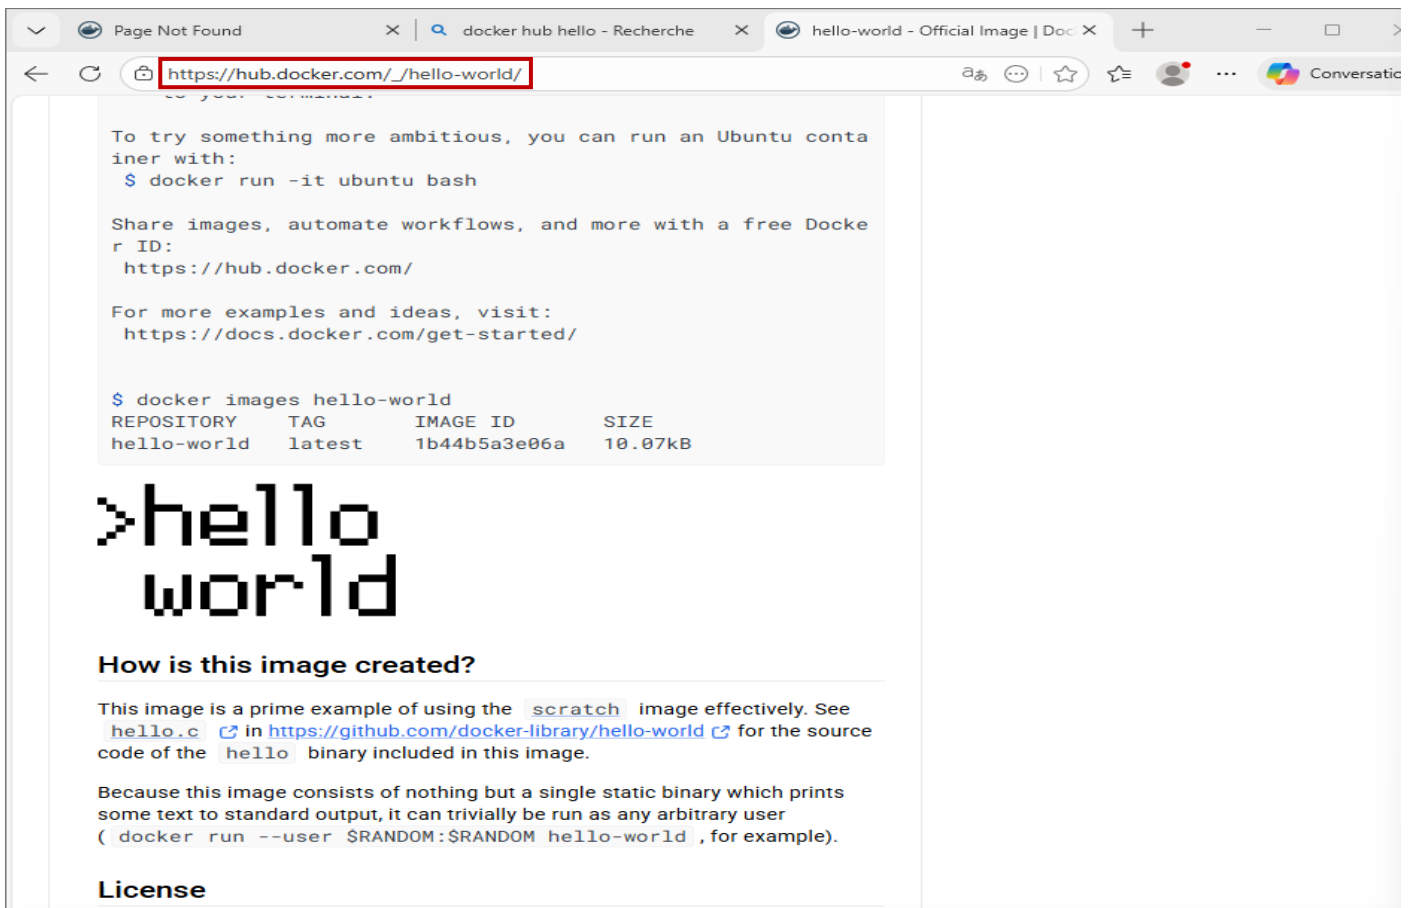 Page Not Found
docker hub hello - Recherche
hello-world - Official Image | Doc
https://hub.docker.com/_/hello-world/
aあ
Conversatio
to your terminal.
To try something more ambitious, you can run an Ubuntu conta
iner with:
$ docker run -it ubuntu bash
Share images, automate workflows, and more with a free Docke
r ID:
https://hub.docker.com/
For more examples and ideas, visit:
https://docs.docker.com/get-started/
$ docker images hello-world
REPOSITORY TAG IMAGE ID SIZE
hello-world latest 1b44b5a3e06a 10.07kB
>hello
world
How is this image created?
This image is a prime example of using the scratch image effectively. See
hello.c in https://github.com/docker-library/hello-world for the source
code of the hello binary included in this image.
Because this image consists of nothing but a single static binary which prints
some text to standard output, it can trivially be run as any arbitrary user
( docker run --user $RANDOM:$RANDOM hello-world , for example).
License